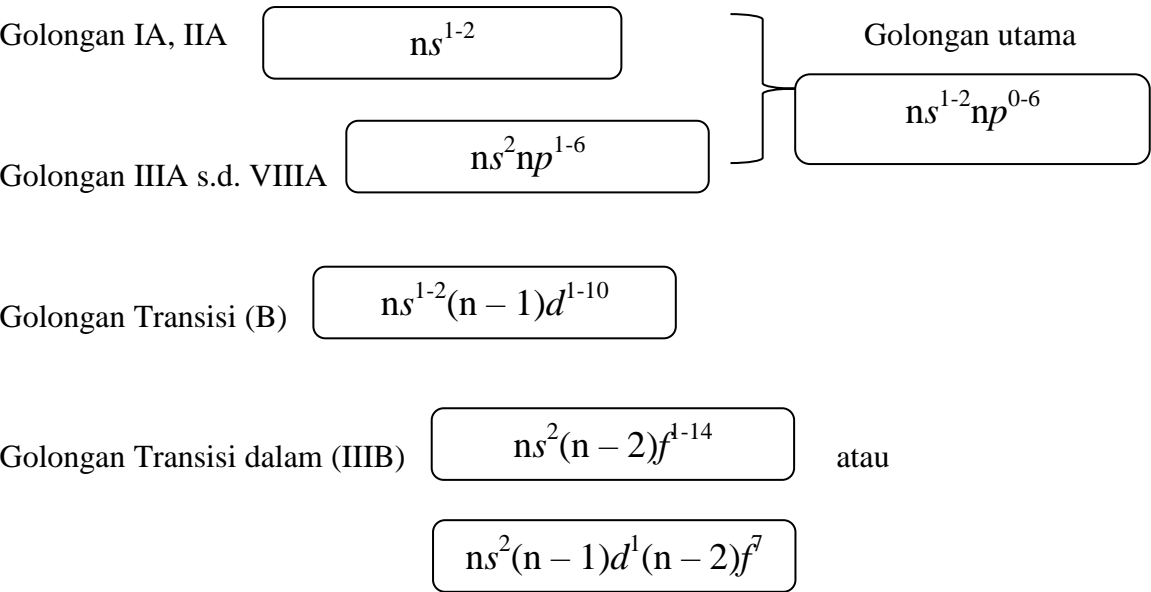 Golongan IA, IIA ns¹⁻² Golongan utama
ns¹⁻²np⁰⁻⁶
Golongan IIIA s.d. VIIIA ns²np¹⁻⁶
Golongan Transisi (B) ns¹⁻²(n – 1)d¹⁻¹⁰
Golongan Transisi dalam (IIIB) ns²(n – 2)f¹⁻¹⁴ atau
ns²(n – 1)d¹(n – 2)f⁷